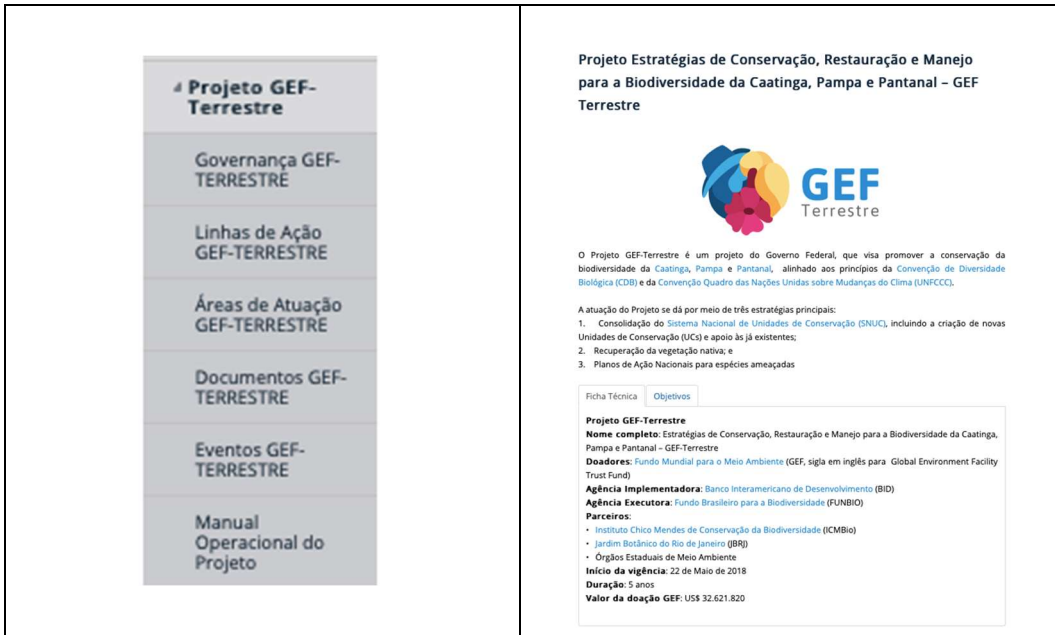 Projeto GEF-
Terrestre
Governança GEF-
TERRESTRE
Linhas de Ação
GEF-TERRESTRE
Áreas de Atuação
GEF-TERRESTRE
Documentos GEF-
TERRESTRE
Eventos GEF-
TERRESTRE
Manual
Operacional do
Projeto
Projeto Estratégias de Conservação, Restauração e Manejo
para a Biodiversidade da Caatinga, Pampa e Pantanal – GEF
Terrestre
GEF
Terrestre
O Projeto GEF-Terrestre é um projeto do Governo Federal, que visa promover a conservação da
biodiversidade da Caatinga, Pampa e Pantanal, alinhado aos princípios da Convenção de Diversidade
Biológica (CDB) e da Convenção Quadro das Nações Unidas sobre Mudanças do Clima (UNFCCC).
A atuação do Projeto se dá por meio de três estratégias principais:
1. Consolidação do Sistema Nacional de Unidades de Conservação (SNUC), incluindo a criação de novas
Unidades de Conservação (UCs) e apoio às já existentes;
2. Recuperação da vegetação nativa; e
3. Planos de Ação Nacionais para espécies ameaçadas
Ficha Técnica Objetivos
Projeto GEF-Terrestre
Nome completo: Estratégias de Conservação, Restauração e Manejo para a Biodiversidade da Caatinga,
Pampa e Pantanal – GEF-Terrestre
Doadores: Fundo Mundial para o Meio Ambiente (GEF, sigla em inglês para Global Environment Facility
Trust Fund)
Agência Implementadora: Banco Interamericano de Desenvolvimento (BID)
Agência Executora: Fundo Brasileiro para a Biodiversidade (FUNBIO)
Parceiros:
• Instituto Chico Mendes de Conservação da Biodiversidade (ICMBio)
• Jardim Botânico do Rio de Janeiro (JBRJ)
• Órgãos Estaduais de Meio Ambiente
Início da vigência: 22 de Maio de 2018
Duração: 5 anos
Valor da doação GEF: US$ 32.621.820